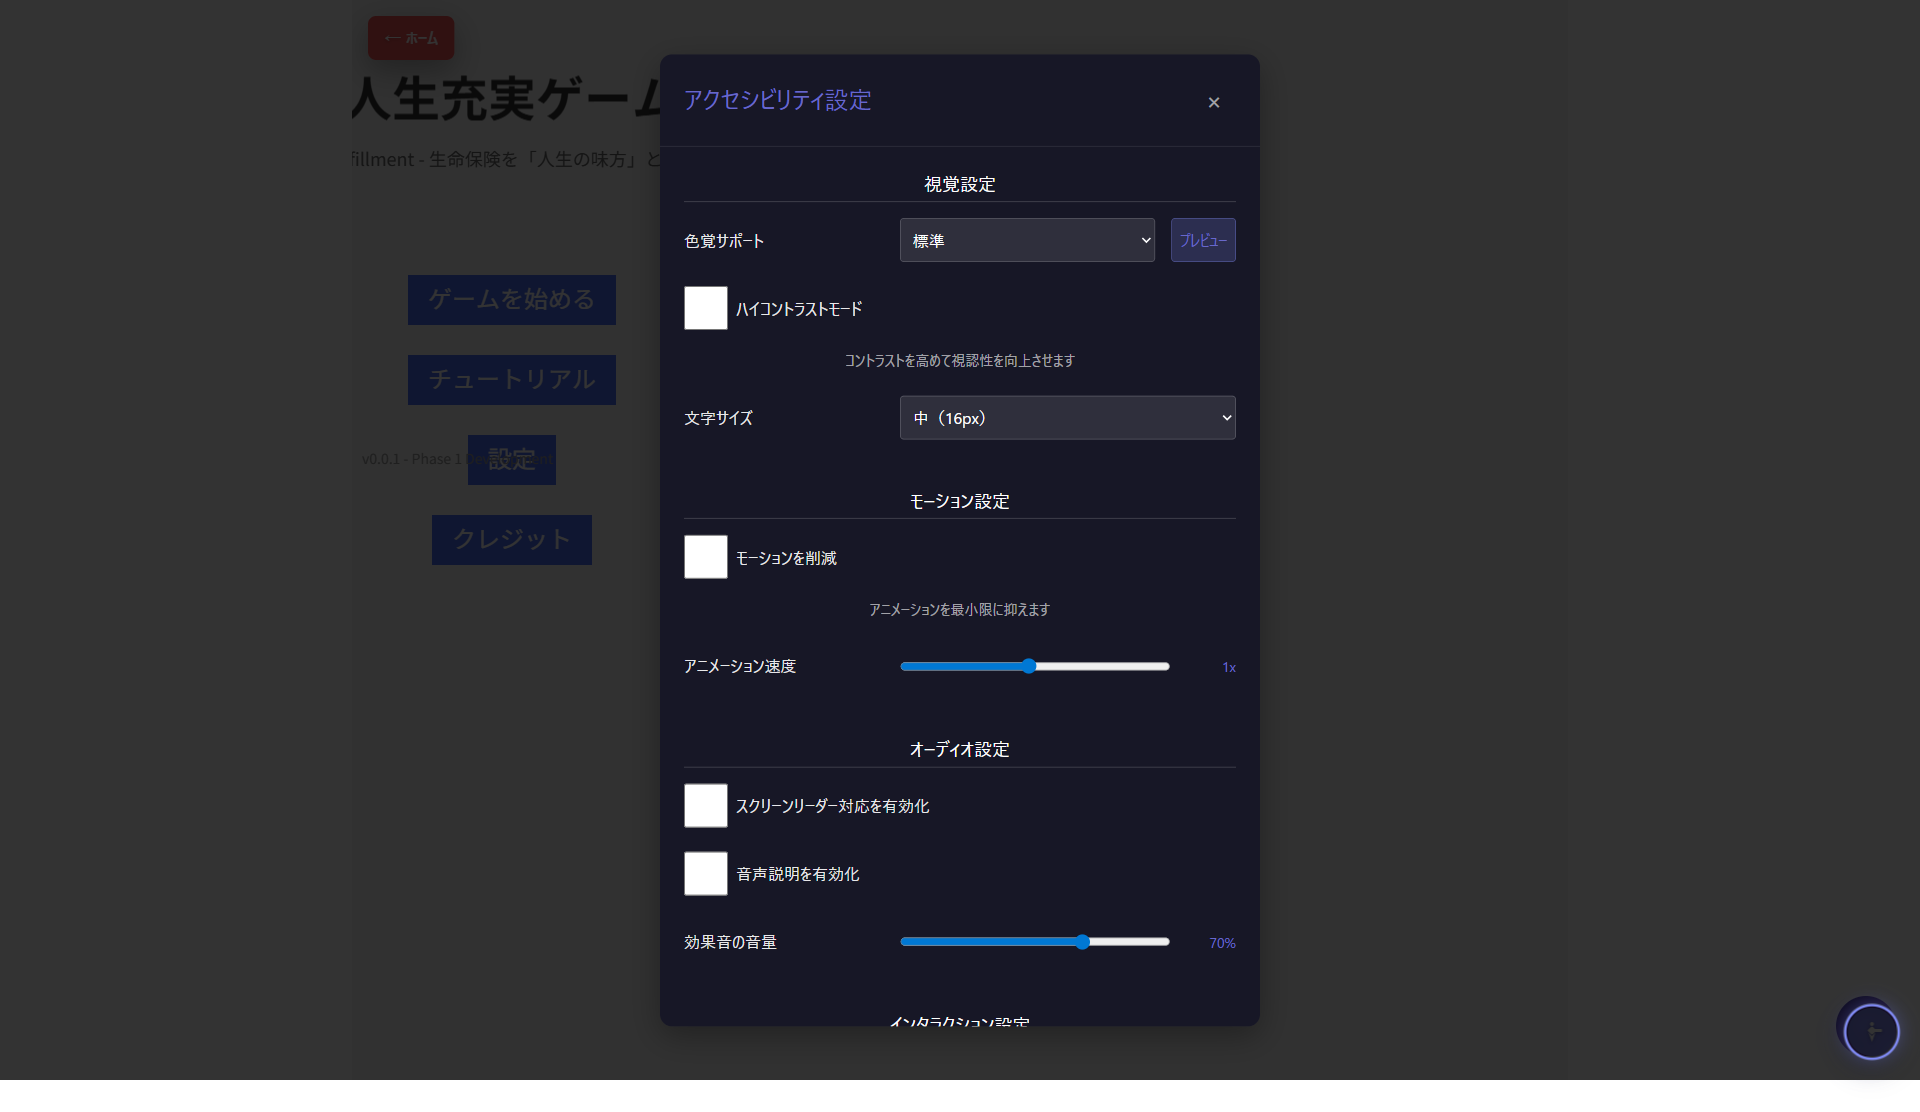 ← ホーム
人生充実ゲーム
fillment - 生命保険を「人生の味方」と
ゲームを始める
チュートリアル
v0.0.1 - Phase 1 Development
設定
クレジット
アクセシビリティ設定
×
視覚設定
色覚サポート
標準
プレビュー
ハイコントラストモード
コントラストを高めて視認性を向上させます
文字サイズ
中（16px）
モーション設定
モーションを削減
アニメーションを最小限に抑えます
アニメーション速度
1x
オーディオ設定
スクリーンリーダー対応を有効化
音声説明を有効化
効果音の音量
70%
インタラクション設定